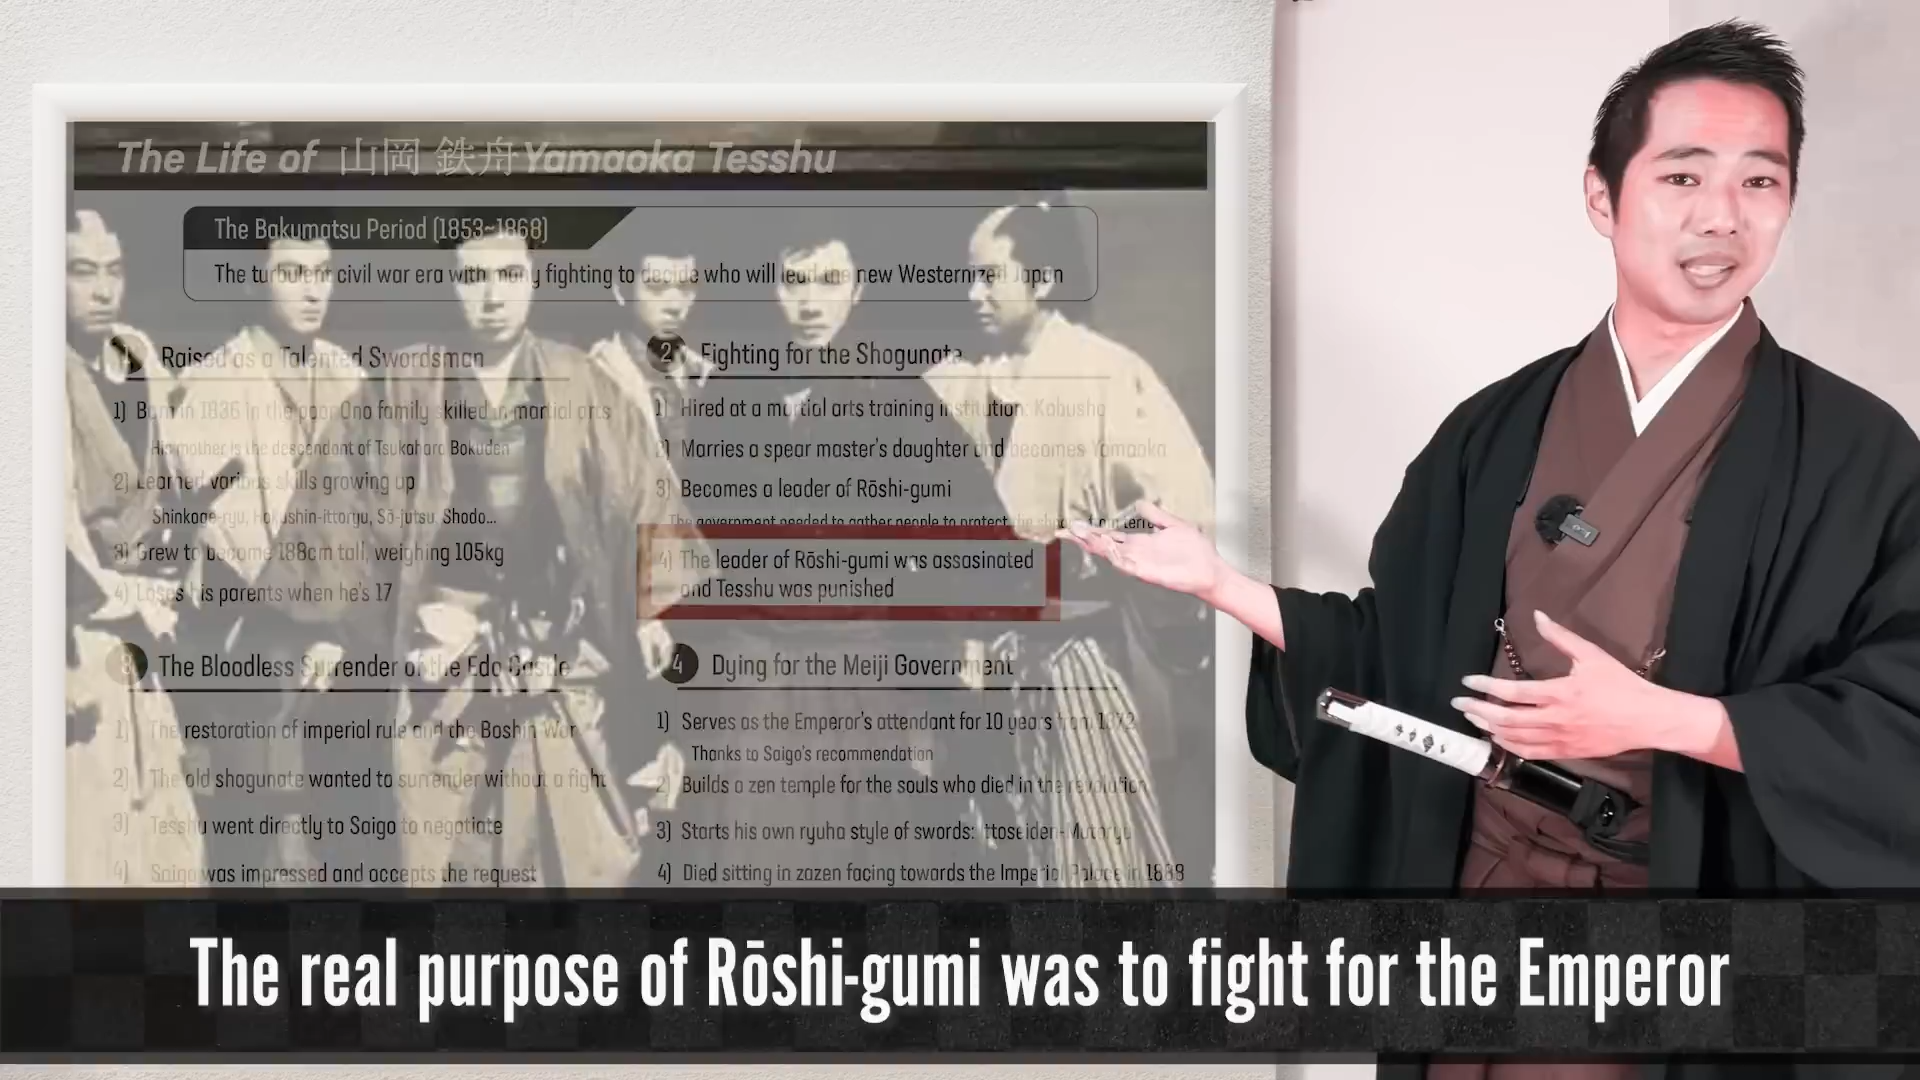 The Life of 山岡 鉄舟 Yamaoka Tesshu
The Bakumatsu Period (1853~1868)
The turbulent civil war era with many fighting to decide who will lead the new Westernized Japan
1 Raised as a Talented Swordsman
1) Born in 1836 in the poor Ono family skilled in martial arts
His mother is the descendant of Tsukahara Bokuden
2) Learned various skills growing up
Shinkage-ryu, Hokushin-ittoryu, Sō-jutsu, Shodo...
3) Grew to become 188cm tall, weighing 105kg
4) Loses his parents when he's 17
2 Fighting for the Shogunate
1) Hired at a martial arts training institution: Kobusho
2) Marries a spear master's daughter and becomes Yamaoka
3) Becomes a leader of Rōshi-gumi
The government needed to gather people to protect the
4) The leader of Rōshi-gumi was assasinated
and Tesshu was punished
3 The Bloodless Surrender of the Edo Castle
1) The restoration of imperial rule and the Boshin War
2) The old shogunate wanted to surrender without a fight
3) Tesshu went directly to Saigo to negotiate
4) Saigo was impressed and accepts the request
4 Dying for the Meiji Government
1) Serves as the Emperor's attendant for 10 years from 1872
Thanks to Saigo's recommendation
2) Builds a zen temple for the souls who died in the revolution
3) Starts his own ryuha style of swords: Ittoseiden-Mutoryu
4) Died sitting in zazen facing towards the Imperial Palace in 1888
The real purpose of Rōshi-gumi was to fight for the Emperor